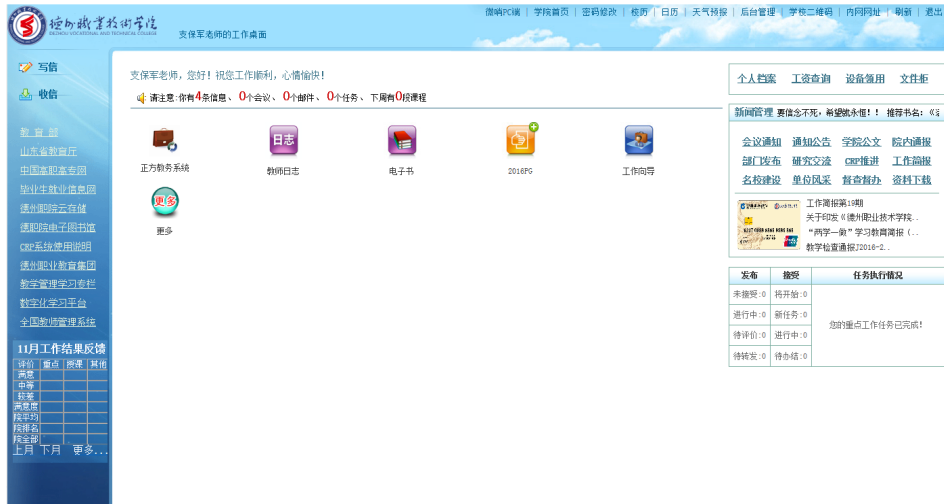 德州职业技术学院
DEZHOU VOCATIONAL AND TECHNICAL COLLEGE
支保军老师的工作桌面
微哨PC端 | 学院首页 | 密码修改 | 校历 | 日历 | 天气预报 | 后台管理 | 学校二维码 | 内网网址 | 刷新 | 退出
写信
收信
教 育 部
山东省教育厅
中国高职高专网
毕业生就业信息网
德州职院云存储
德职院电子图书馆
CRP系统使用说明
德州职业教育集团
教学管理学习专栏
数字化学习平台
全国教师管理系统
11月工作结果反馈
评价 重点 授课 其他
满意
中等
较差
满意度
院平均
院排名
院全部
上月 下月 更多...
支保军老师，您好！祝您工作顺利，心情愉快！
请注意:你有4条信息、 0个会议、 0个邮件、 0个任务、 下周有0段课程
正方教务系统
日志
教师日志
电子书
2016PG
工作向导
更多
更多
个人档案 工资查询 设备领用 文件柜
新闻管理 要信念不死，希望就永恒！！ 推荐书名：《
会议通知 通知公告 学院公文 院内通报
部门发布 研究交流 CRP推进 工作简报
名校建设 单位风采 督查督办 资料下载
工作简报第19期
关于印发《德州职业技术学院..
“两学一做”学习教育简报（..
教学检查通报J2016-2..
发布 接受 任务执行情况
未接受:0 将开始:0
进行中:0 新任务:0
待评价:0 进行中:0
待转发:0 待办结:0
您的重点工作任务已完成！